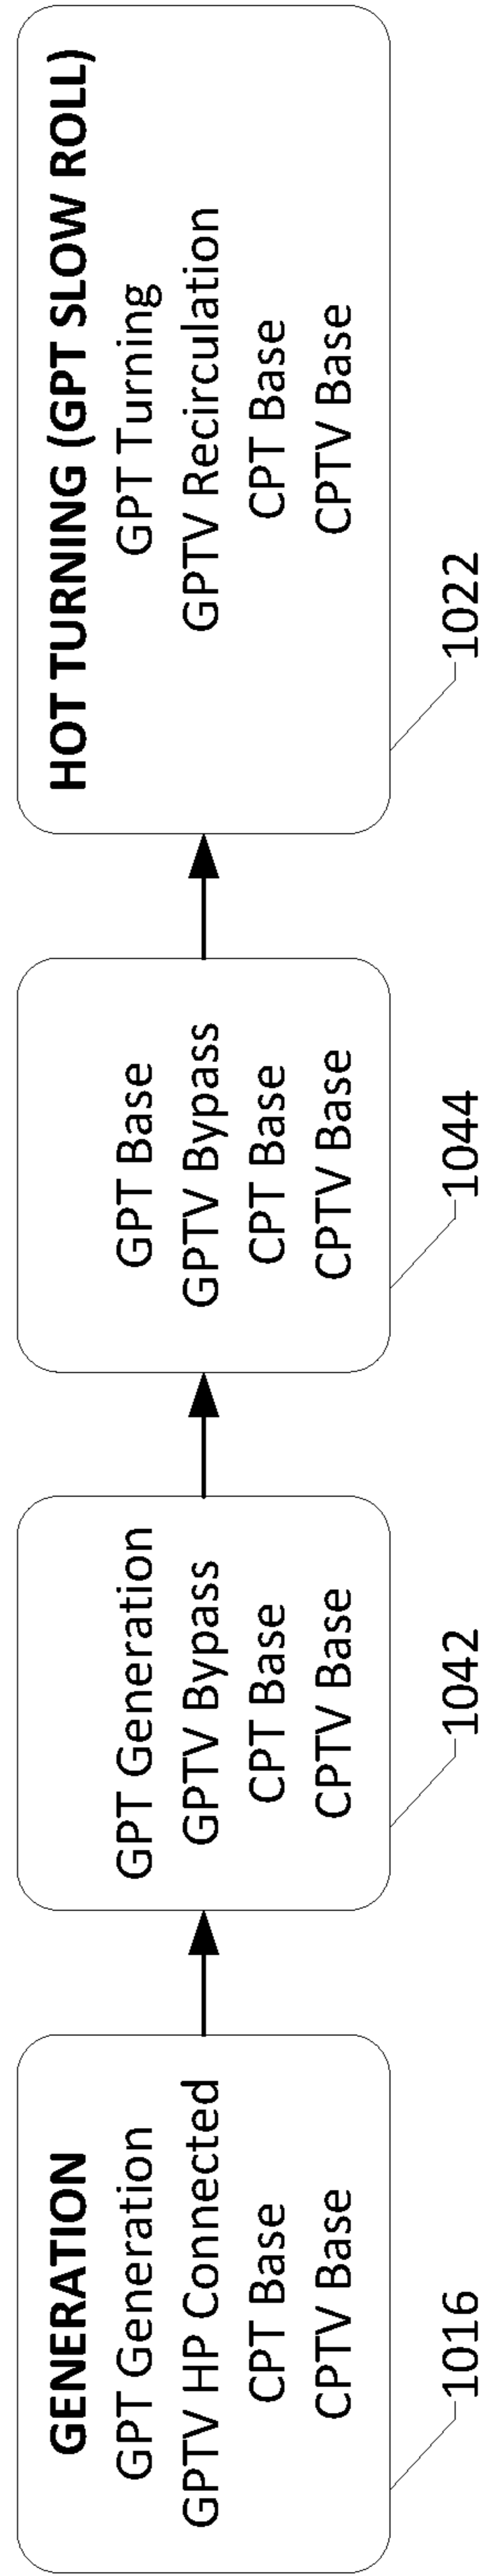 GENERATION
GPT Generation
GPTV HP Connected
CPT Base
CPTV Base
1016
GPT Generation
GPTV Bypass
CPT Base
CPTV Base
1042
GPT Base
GPTV Bypass
CPT Base
CPTV Base
1044
HOT TURNING (GPT SLOW ROLL)
GPT Turning
GPTV Recirculation
CPT Base
CPTV Base
1022